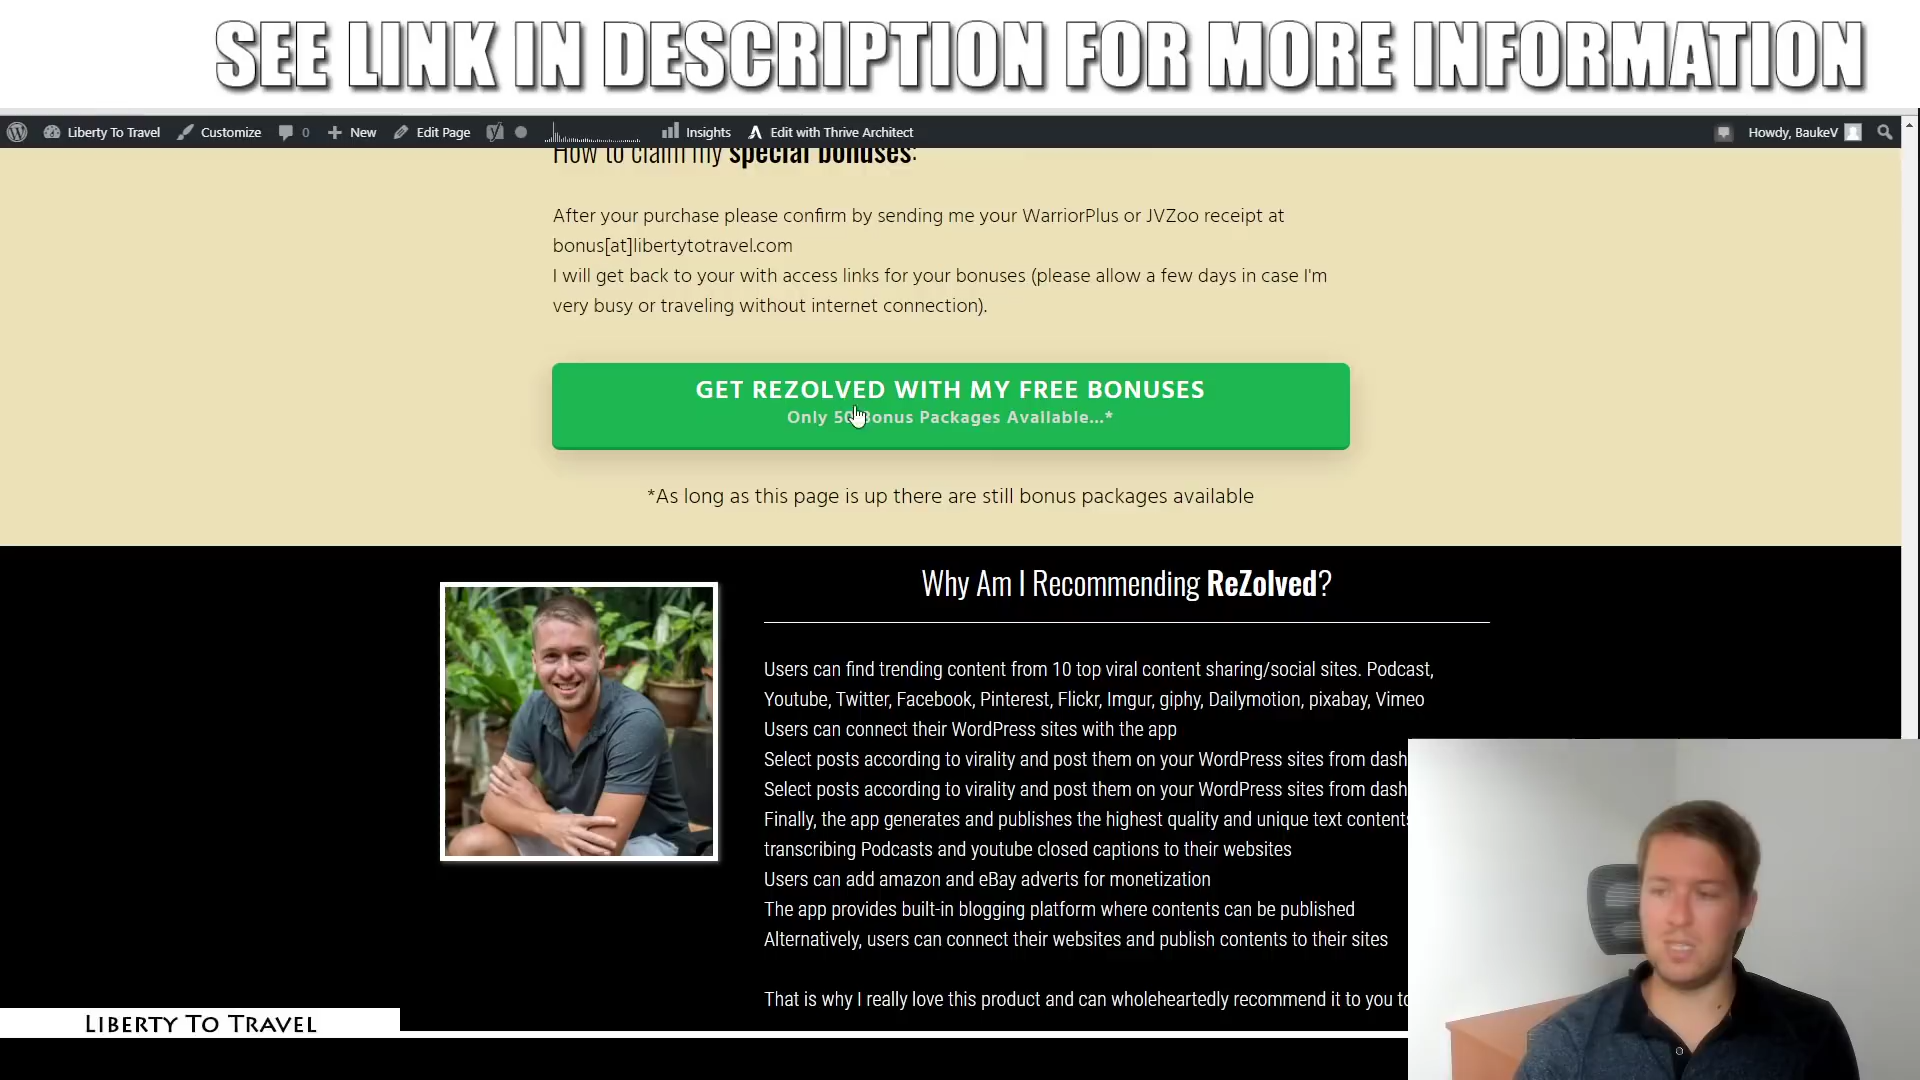 SEE LINK IN DESCRIPTION FOR MORE INFORMATION
Liberty To Travel Customize 0 New Edit Page Insights Edit with Thrive Architect Howdy, BaukeV
How to claim my special bonuses:
After your purchase please confirm by sending me your WarriorPlus or JVZoo receipt at
bonus[at]libertytotravel.com
I will get back to your with access links for your bonuses (please allow a few days in case I'm
very busy or traveling without internet connection).
GET REZOLVED WITH MY FREE BONUSES
Only 50 Bonus Packages Available...*
*As long as this page is up there are still bonus packages available
Why Am I Recommending ReZolved?
Users can find trending content from 10 top viral content sharing/social sites. Podcast,
Youtube, Twitter, Facebook, Pinterest, Flickr, Imgur, giphy, Dailymotion, pixabay, Vimeo
Users can connect their WordPress sites with the app
Select posts according to virality and post them on your WordPress sites from dash
Select posts according to virality and post them on your WordPress sites from dash
Finally, the app generates and publishes the highest quality and unique text contents
transcribing Podcasts and youtube closed captions to their websites
Users can add amazon and eBay adverts for monetization
The app provides built-in blogging platform where contents can be published
Alternatively, users can connect their websites and publish contents to their sites
That is why I really love this product and can wholeheartedly recommend it to you
LIBERTY TO TRAVEL